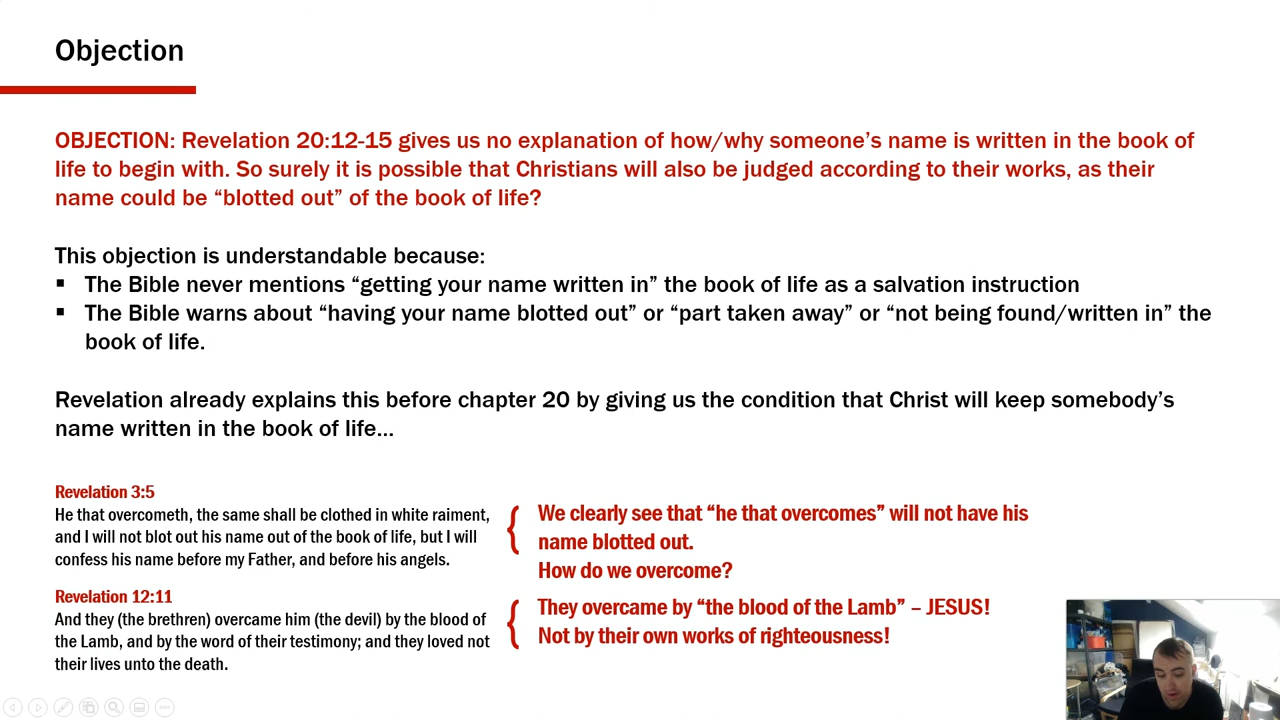 Objection
OBJECTION: Revelation 20:12-15 gives us no explanation of how/why someone’s name is written in the book of
life to begin with. So surely it is possible that Christians will also be judged according to their works, as their
name could be “blotted out” of the book of life?
This objection is understandable because:
▪ The Bible never mentions “getting your name written in” the book of life as a salvation instruction
▪ The Bible warns about “having your name blotted out” or “part taken away” or “not being found/written in” the
book of life.
Revelation already explains this before chapter 20 by giving us the condition that Christ will keep somebody’s
name written in the book of life...
Revelation 3:5
He that overcometh, the same shall be clothed in white raiment,
and I will not blot out his name out of the book of life, but I will
confess his name before my Father, and before his angels.
{ We clearly see that “he that overcomes” will not have his
name blotted out.
How do we overcome?
Revelation 12:11
And they (the brethren) overcame him (the devil) by the blood of
the Lamb, and by the word of their testimony; and they loved not
their lives unto the death.
{ They overcame by “the blood of the Lamb” – JESUS!
Not by their own works of righteousness!